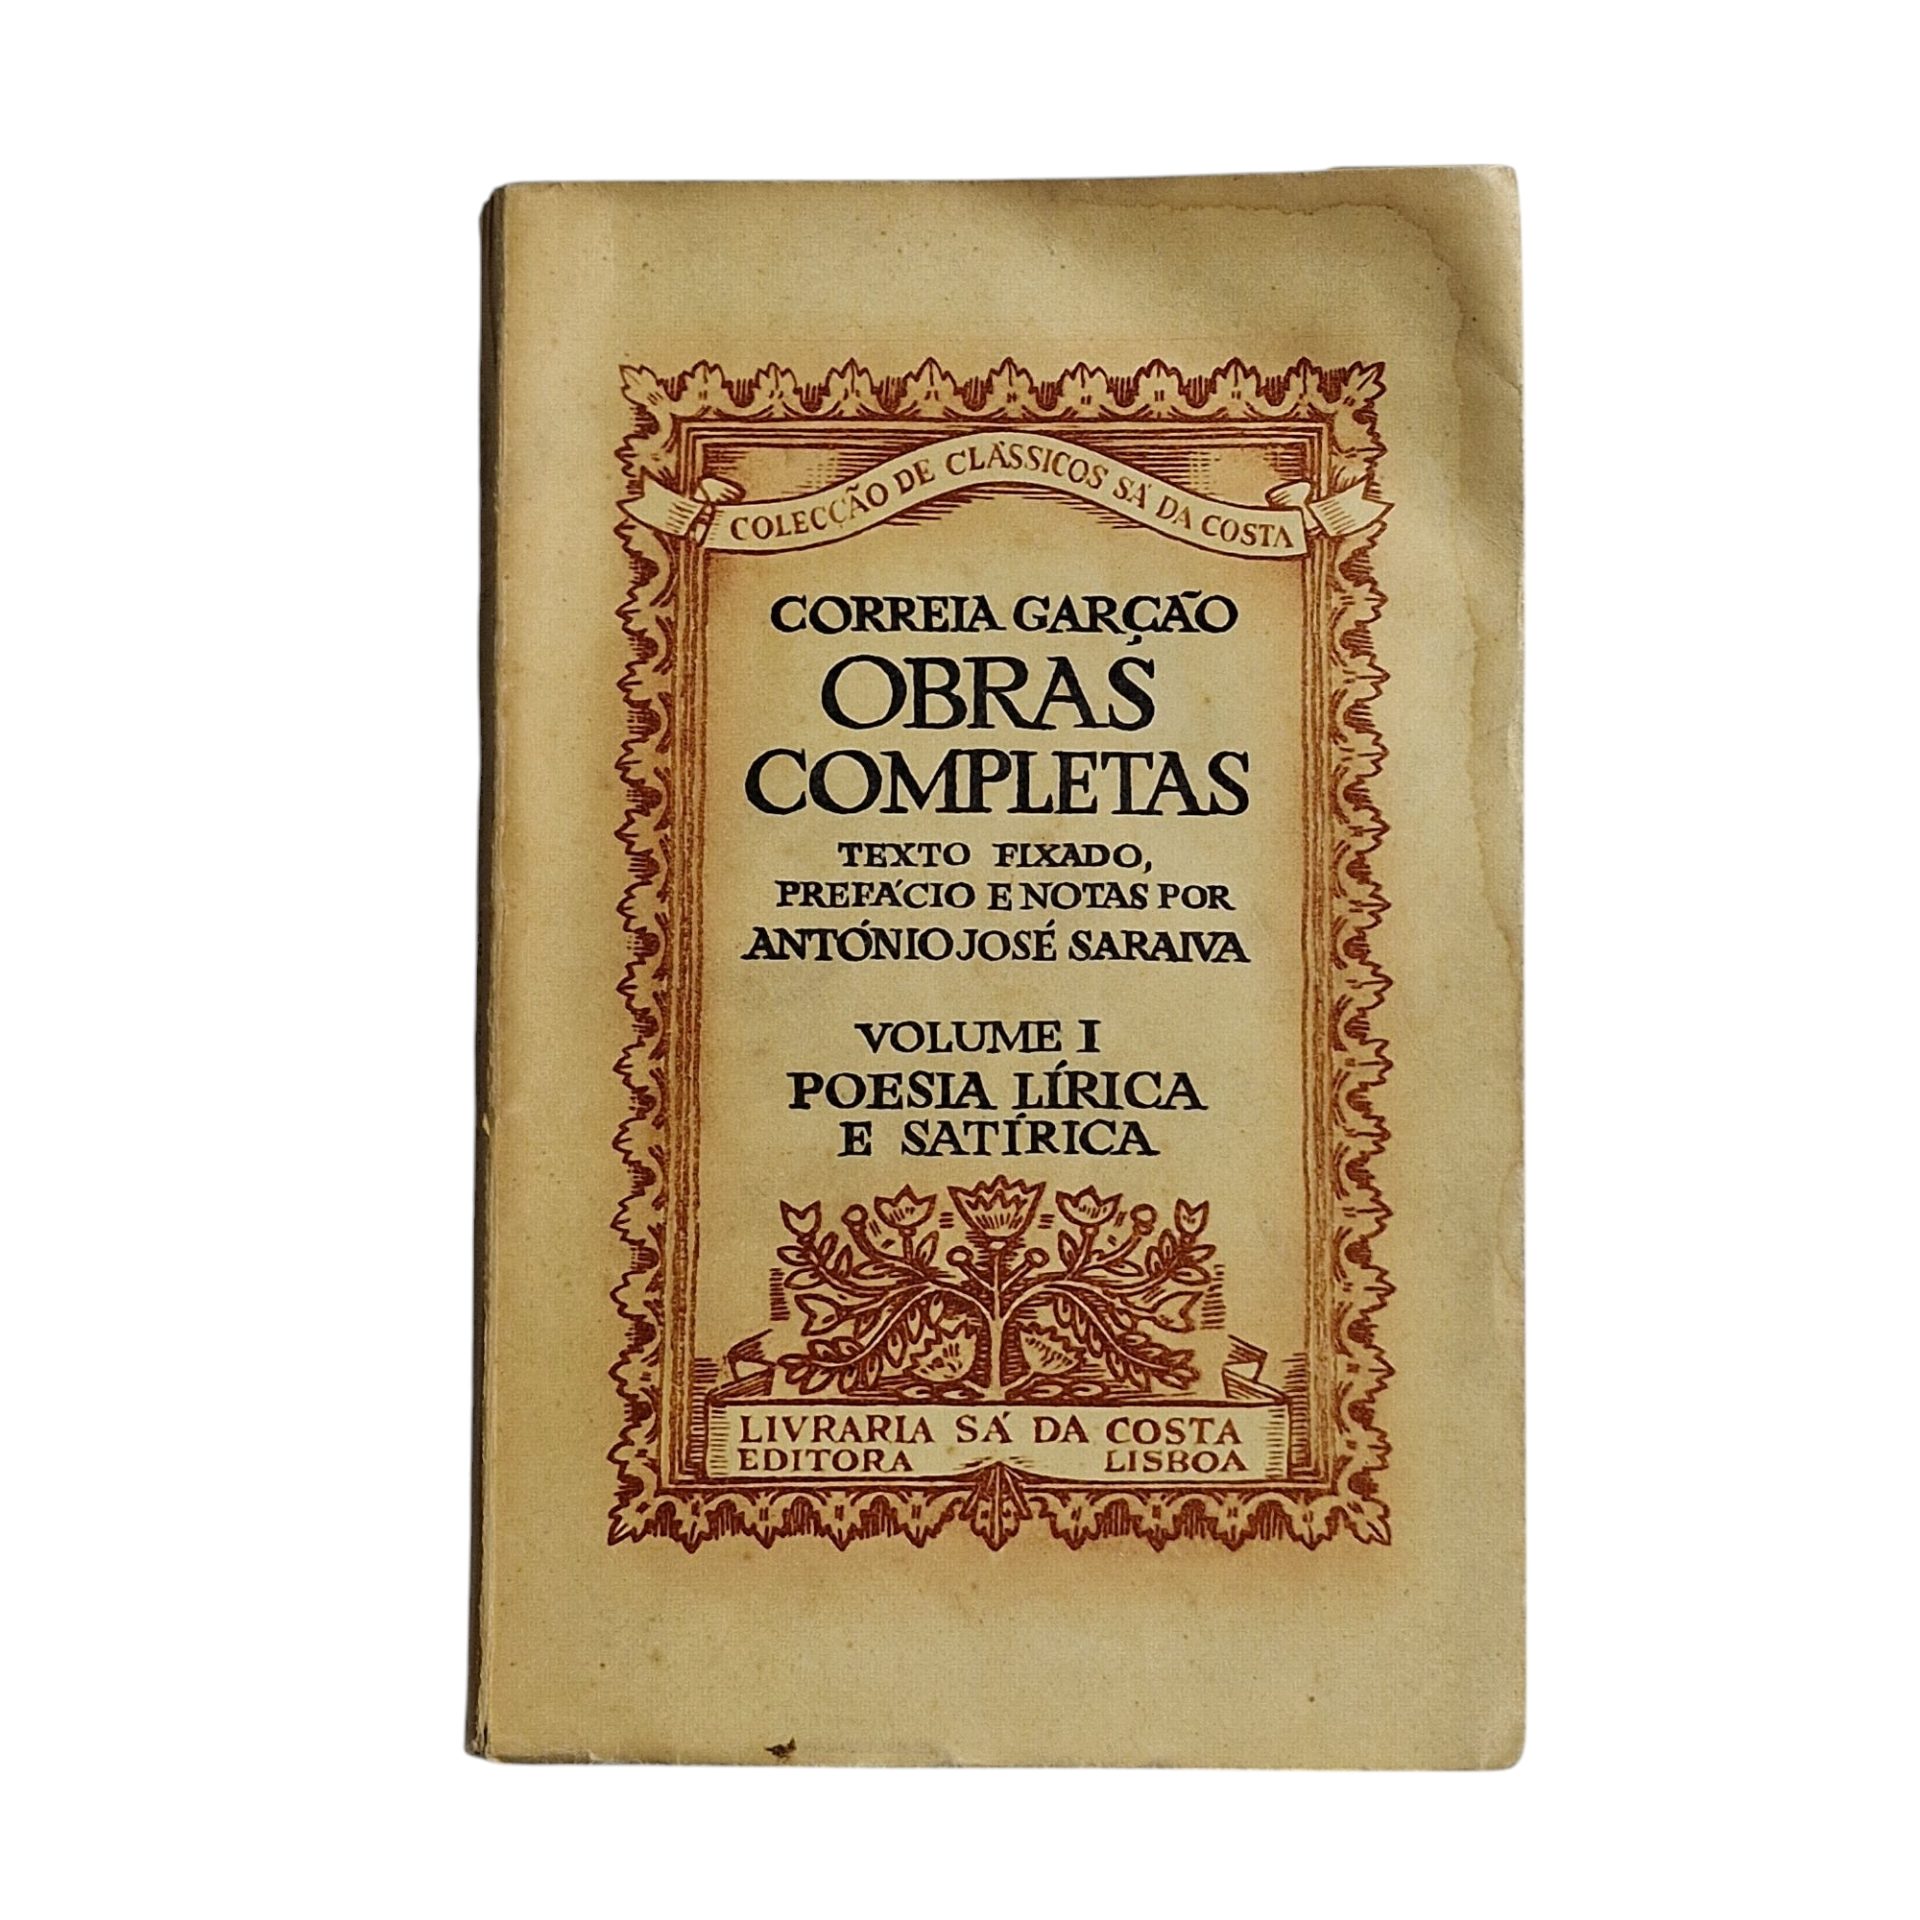 COLECÇÃO DE CLÁSSICOS SÁ DA COSTA
CORREIA GARÇÃO
OBRAS
COMPLETAS
TEXTO FIXADO,
PREFÁCIO E NOTAS POR
ANTÓNIO JOSÉ SARAIVA
VOLUME I
POESIA LÍRICA
E SATÍRICA
LIVRARIA SÁ DA COSTA
EDITORA LISBOA